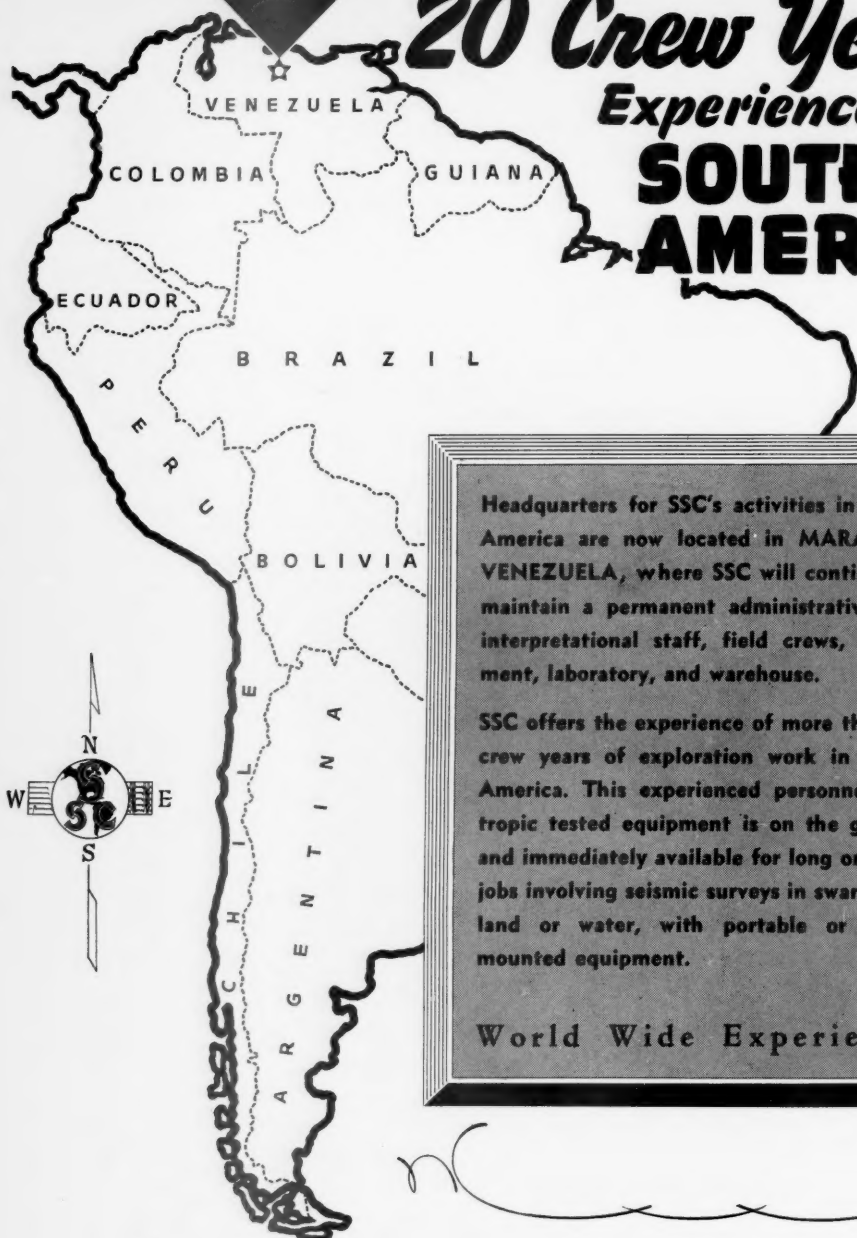 20 Crew Ye
Experienc
SOUTH
AMER
VENEZUELA
COLOMBIA
GUIANA
ECUADOR
BRAZIL
PERU
BOLIVIA
CHILE
ARGENTINA
N
W
E
S
SSC
Headquarters for SSC's activities in
America are now located in MARA
VENEZUELA, where SSC will conti
maintain a permanent administrativ
interpretational staff, field crews,
ment, laboratory, and warehouse.
SSC offers the experience of more th
crew years of exploration work in
America. This experienced personne
tropic tested equipment is on the g
and immediately available for long or
jobs involving seismic surveys in swar
land or water, with portable or
mounted equipment.
World Wide Experie